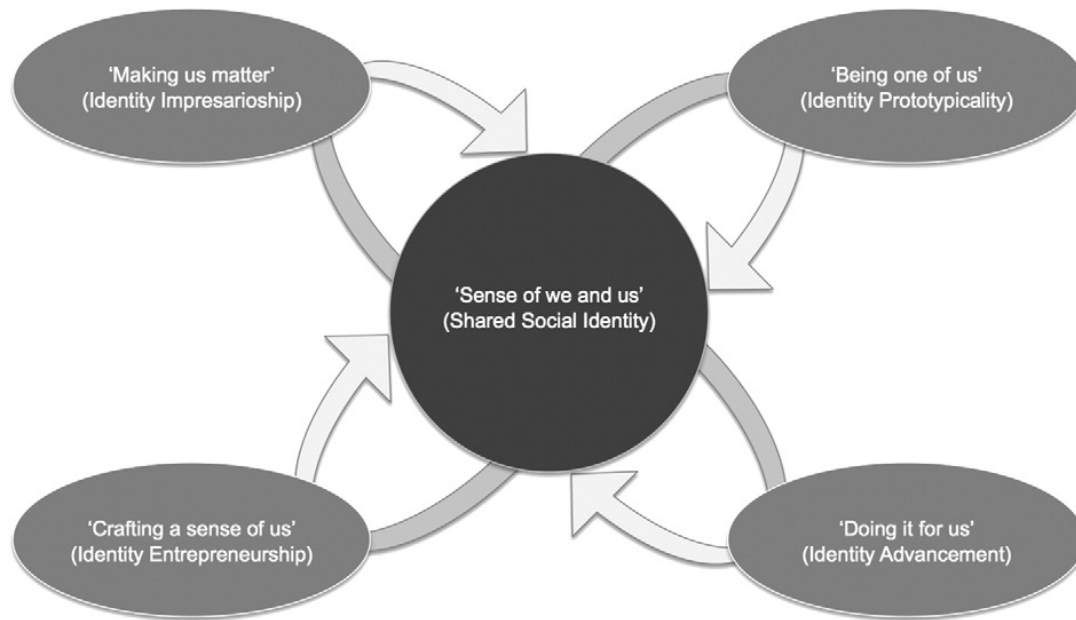 ‘Making us matter’
(Identity Impresarioship)
‘Being one of us’
(Identity Prototypicality)
‘Sense of we and us’
(Shared Social Identity)
‘Crafting a sense of us’
(Identity Entrepreneurship)
‘Doing it for us’
(Identity Advancement)